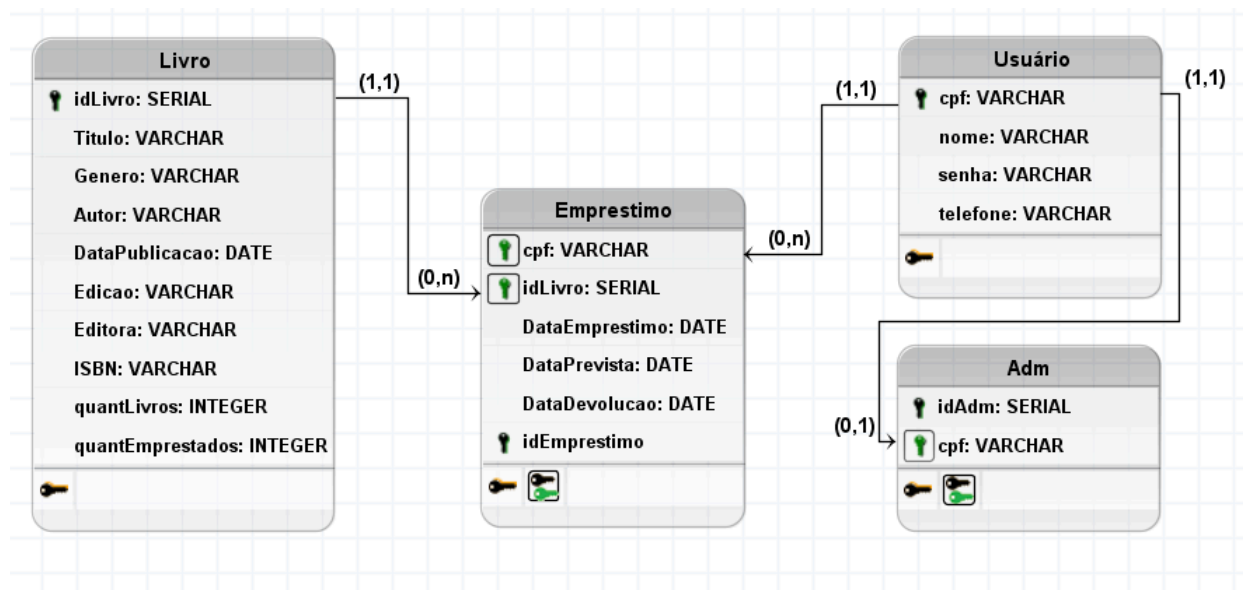 Livro
idLivro: SERIAL
Titulo: VARCHAR
Genero: VARCHAR
Autor: VARCHAR
DataPublicacao: DATE
Edicao: VARCHAR
Editora: VARCHAR
ISBN: VARCHAR
quantLivros: INTEGER
quantEmprestados: INTEGER
(1,1)
(0,n)
Emprestimo
cpf: VARCHAR
idLivro: SERIAL
DataEmprestimo: DATE
DataPrevista: DATE
DataDevolucao: DATE
idEmprestimo
(1,1)
(0,n)
Usuário
cpf: VARCHAR
nome: VARCHAR
senha: VARCHAR
telefone: VARCHAR
(1,1)
(0,1)
Adm
idAdm: SERIAL
cpf: VARCHAR